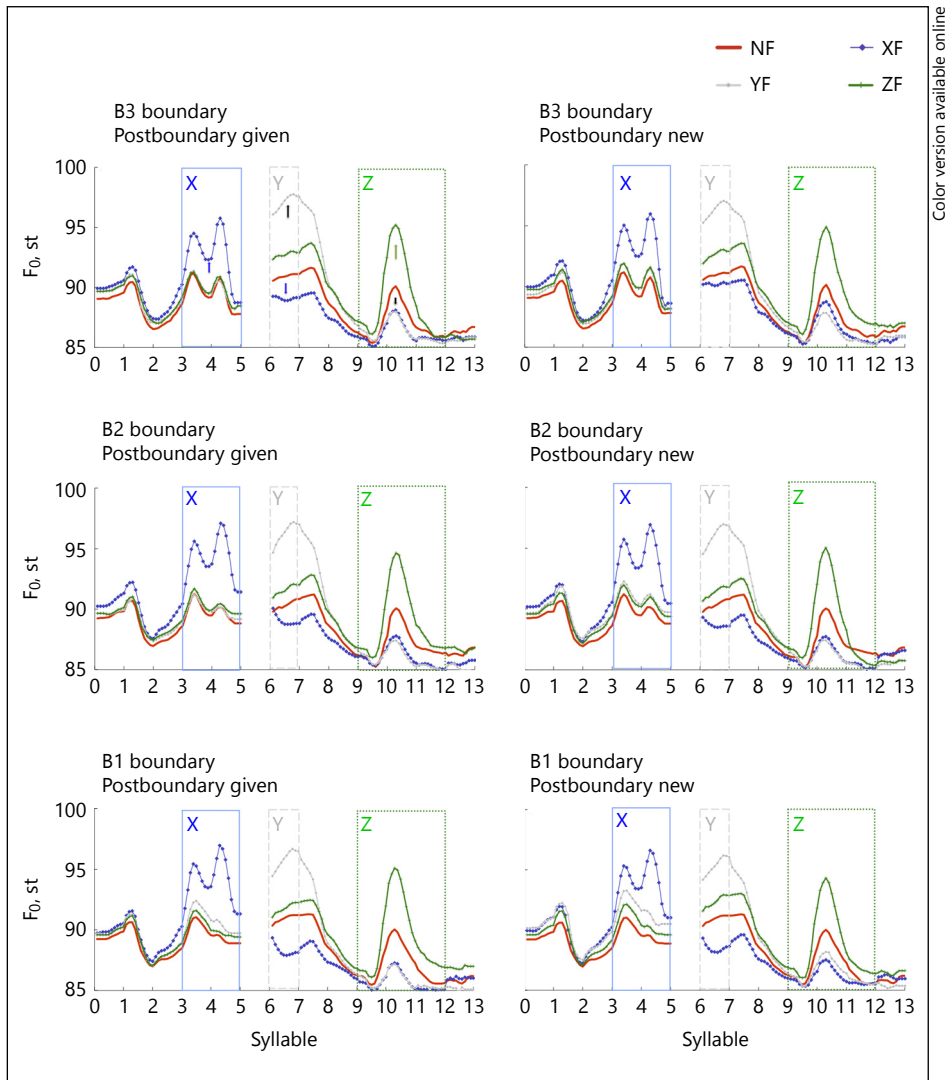 Color version available online
NF XF
YF ZF
B3 boundary
Postboundary given
B3 boundary
Postboundary new
100
95
90
85
F0, st
X
Y
Z
0 1 2 3 4 5 6 7 8 9 10 11 12 13
X
Y
Z
0 1 2 3 4 5 6 7 8 9 10 11 12 13
B2 boundary
Postboundary given
B2 boundary
Postboundary new
100
95
90
85
F0, st
X
Y
Z
0 1 2 3 4 5 6 7 8 9 10 11 12 13
X
Y
Z
0 1 2 3 4 5 6 7 8 9 10 11 12 13
B1 boundary
Postboundary given
B1 boundary
Postboundary new
100
95
90
85
F0, st
X
Y
Z
0 1 2 3 4 5 6 7 8 9 10 11 12 13
Syllable
X
Y
Z
0 1 2 3 4 5 6 7 8 9 10 11 12 13
Syllable